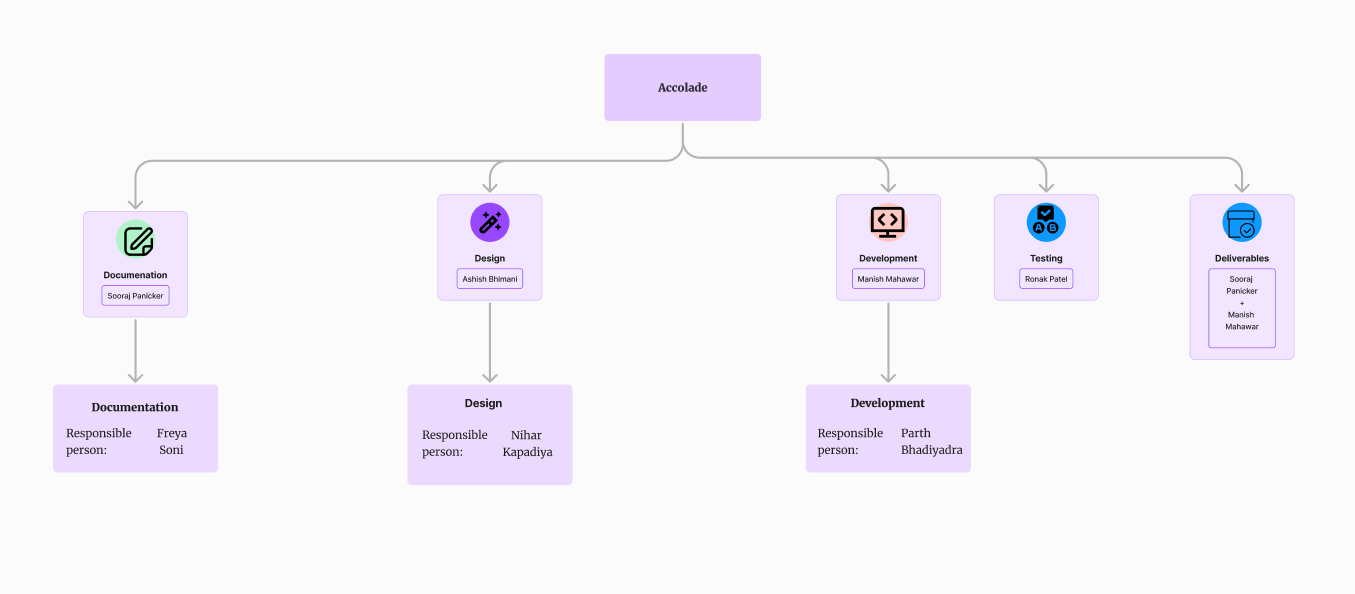 Accolade
Documenation
Sooraj Panicker
Design
Ashish Bhimani
Development
Manish Mahawar
Testing
Ronak Patel
Deliverables
Sooraj
Panicker
+
Manish
Mahawar
A B
Documentation
Responsible Freya
person: Soni
Design
Responsible Nihar
person: Kapadiya
Development
Responsible Parth
person: Bhadiyadra